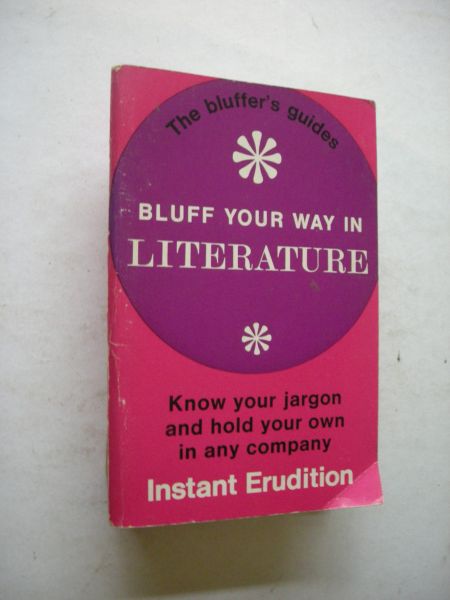 The bluffer's guides
BLUFF YOUR WAY IN
LITERATURE
Know your jargon
and hold your own
in any company
Instant Erudition